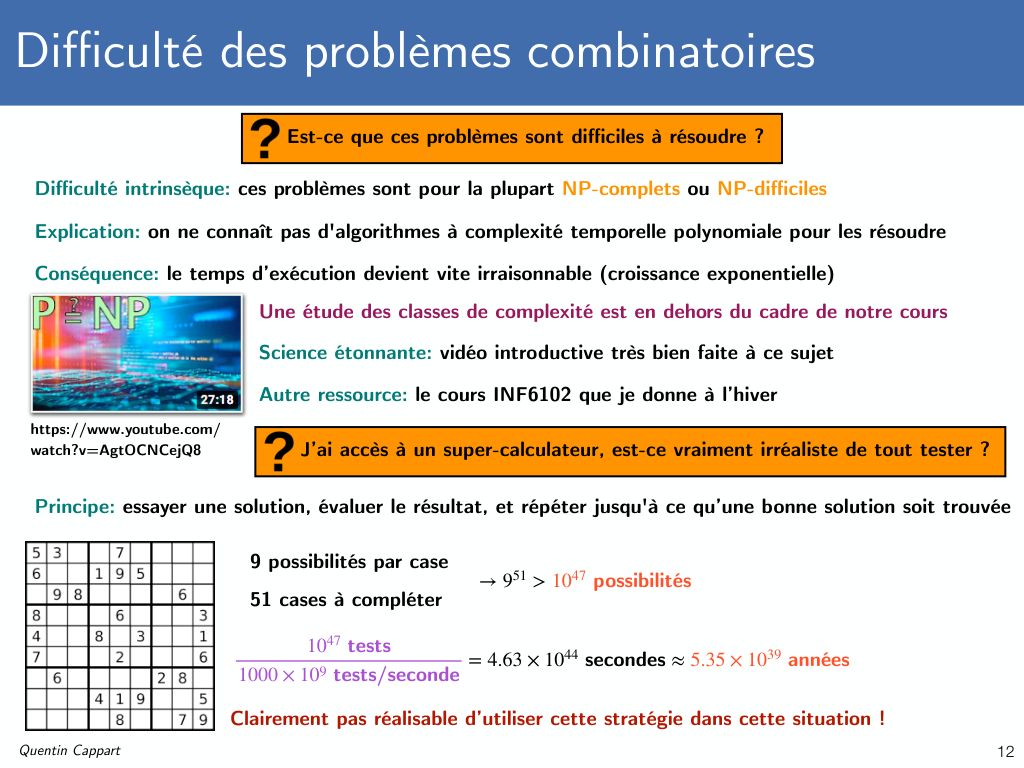 Difficulté des problèmes combinatoires
? Est-ce que ces problèmes sont difficiles à résoudre ?
Difficulté intrinsèque: ces problèmes sont pour la plupart NP-complets ou NP-difficiles
Explication: on ne connaît pas d'algorithmes à complexité temporelle polynomiale pour les résoudre
Conséquence: le temps d'exécution devient vite irraisonnable (croissance exponentielle)
P ?= NP
27:18
Une étude des classes de complexité est en dehors du cadre de notre cours
Science étonnante: vidéo introductive très bien faite à ce sujet
Autre ressource: le cours INF6102 que je donne à l'hiver
https://www.youtube.com/
watch?v=AgtOCNCejQ8
? J'ai accès à un super-calculateur, est-ce vraiment irréaliste de tout tester ?
Principe: essayer une solution, évaluer le résultat, et répéter jusqu'à ce qu'une bonne solution soit trouvée
5 3 7
6 1 9 5
9 8 6
8 6 3
4 8 3 1
7 2 6
6 2 8
4 1 9 5
8 7 9
9 possibilités par case
51 cases à compléter
→ 9^51 > 10^47 possibilités
10^47 tests
1000 × 10^9 tests/seconde
= 4.63 × 10^44 secondes ≈ 5.35 × 10^39 années
Clairement pas réalisable d'utiliser cette stratégie dans cette situation !
Quentin Cappart
12